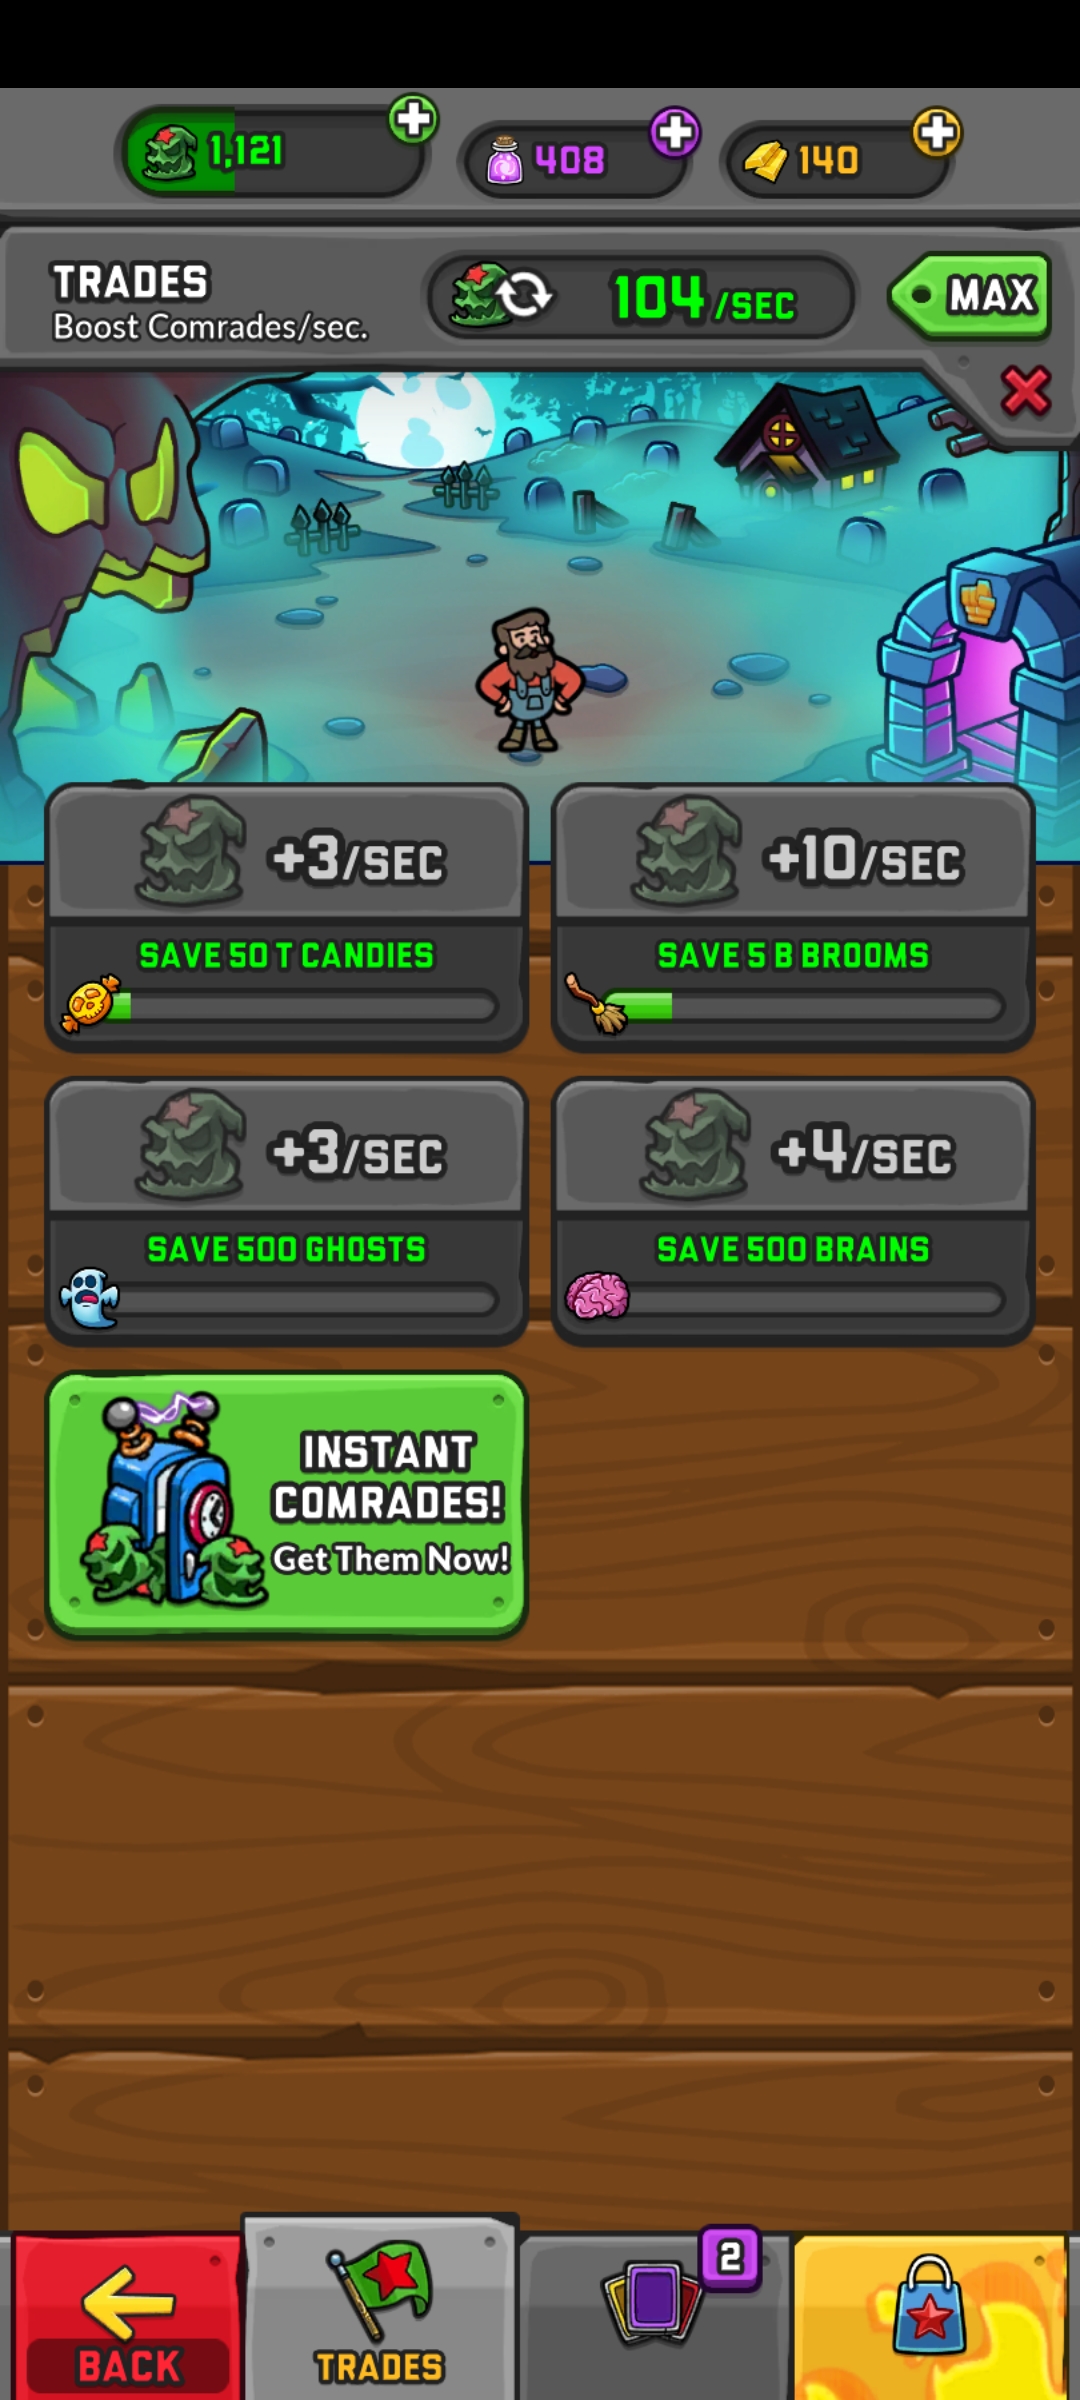 1,121
408
140
TRADES
Boost Comrades/sec.
104/SEC
MAX
+3/SEC
SAVE 50 T CANDIES
+10/SEC
SAVE 5 B BROOMS
+3/SEC
SAVE 500 GHOSTS
+4/SEC
SAVE 500 BRAINS
INSTANT
COMRADES!
Get Them Now!
BACK
TRADES
2